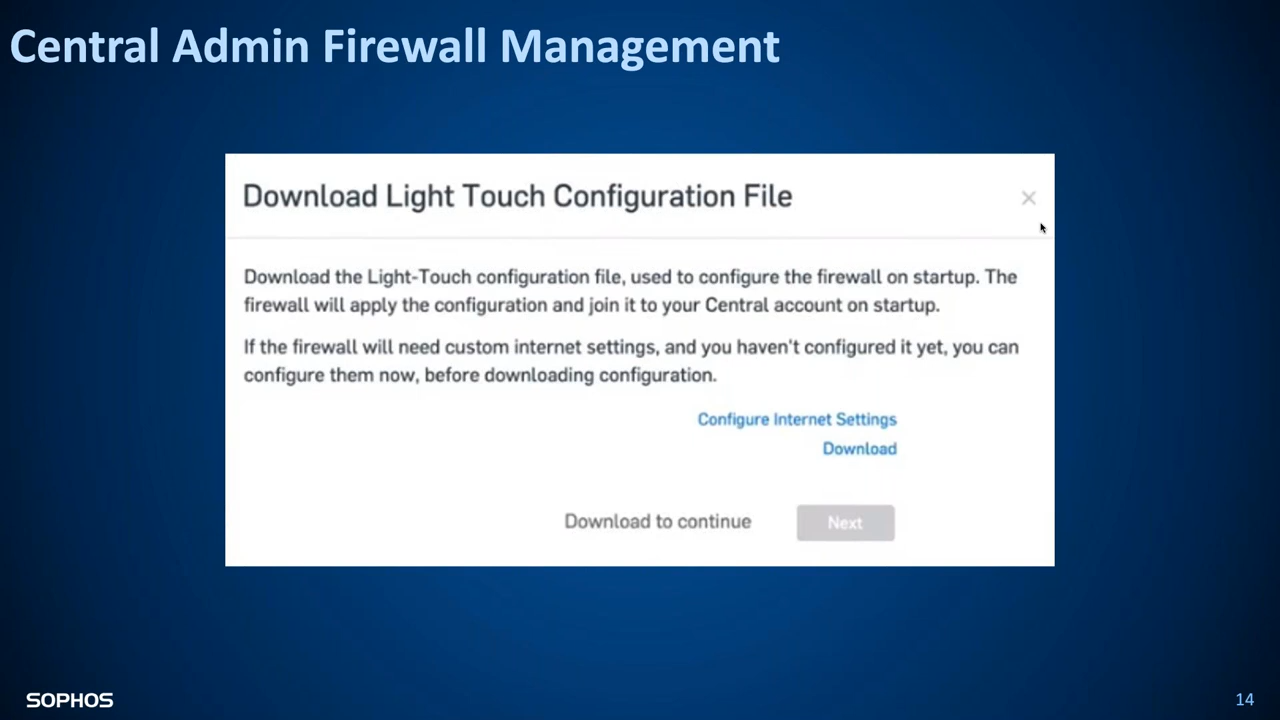 Central Admin Firewall Management
Download Light Touch Configuration File
Download the Light-Touch configuration file, used to configure the firewall on startup. The
firewall will apply the configuration and join it to your Central account on startup.
If the firewall will need custom internet settings, and you haven't configured it yet, you can
configure them now, before downloading configuration.
Configure Internet Settings
Download
Download to continue
Next
SOPHOS
14